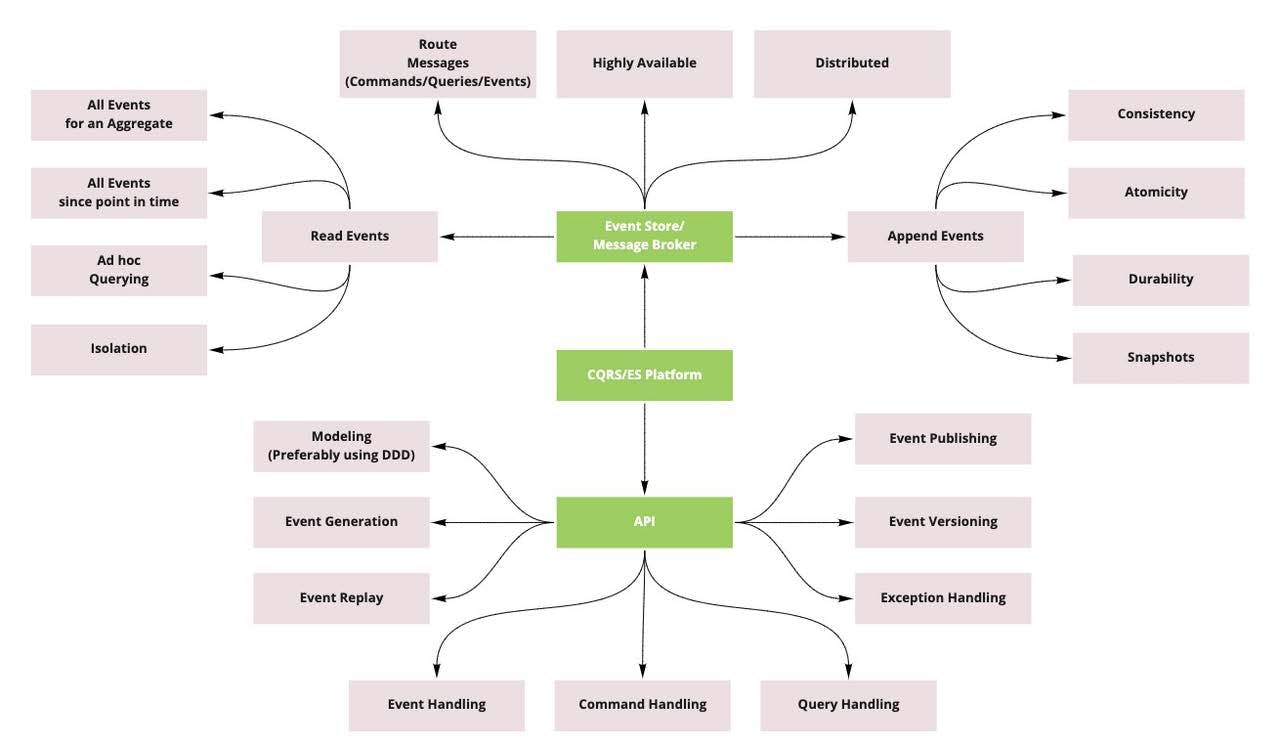 Route
Messages
(Commands/Queries/Events)
Highly Available
Distributed
All Events
for an Aggregate
Consistency
All Events
since point in time
Atomicity
Read Events
Event Store/
Message Broker
Append Events
Ad hoc
Querying
Durability
Isolation
Snapshots
CQRS/ES Platform
Modeling
(Preferably using DDD)
Event Publishing
Event Generation
API
Event Versioning
Event Replay
Exception Handling
Event Handling
Command Handling
Query Handling